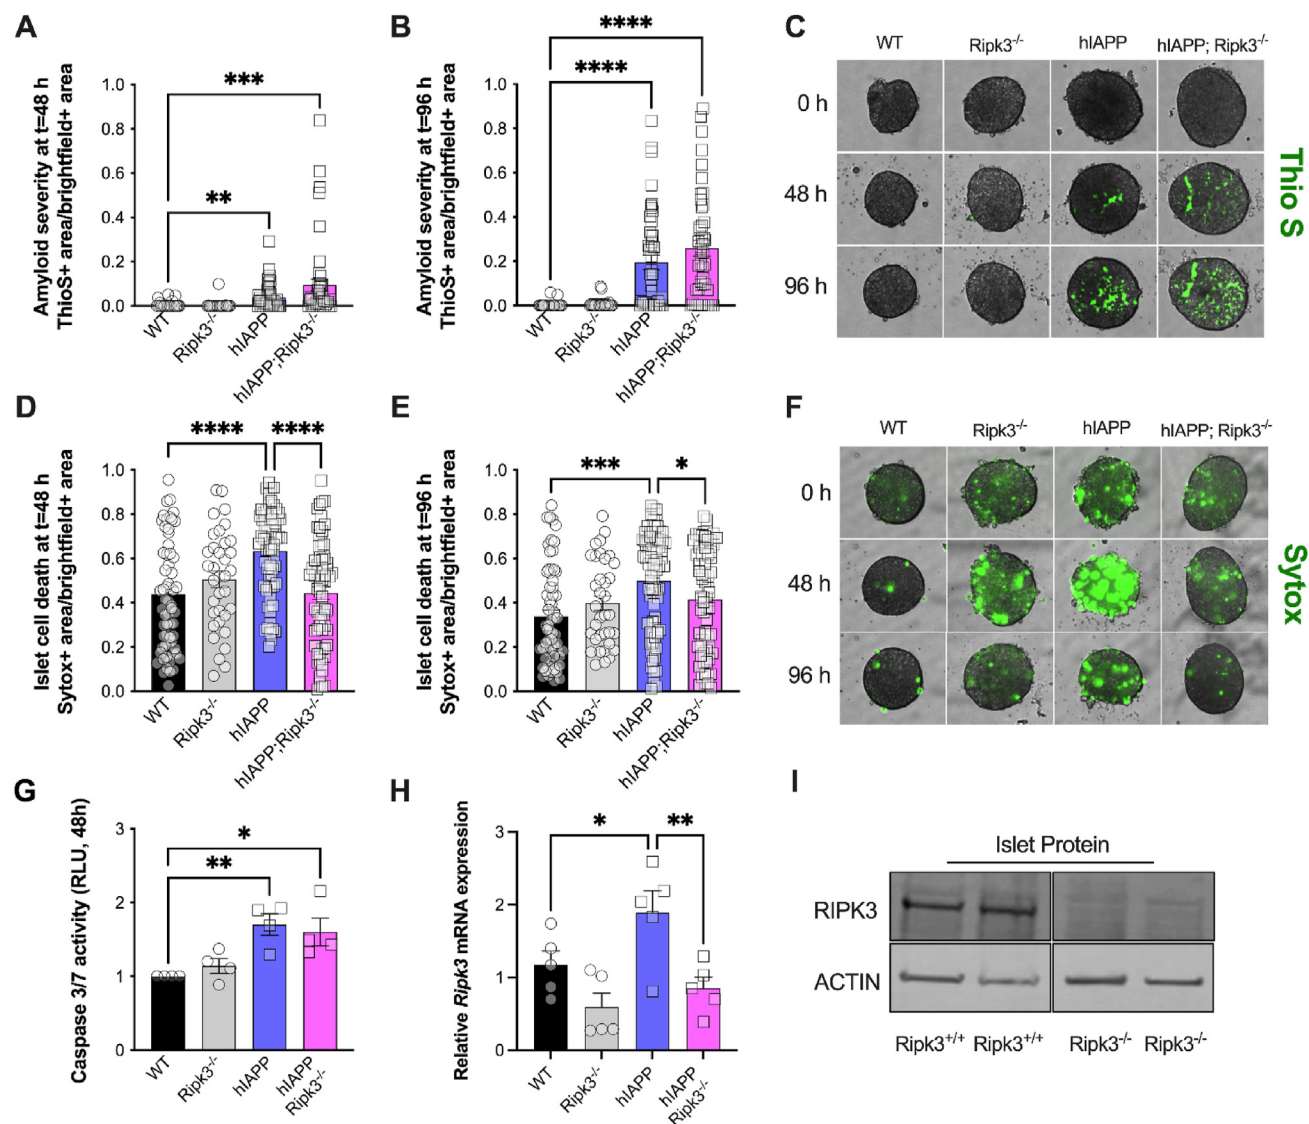 A
Amyloid severity at t=48 h
ThioS+ area/brightfield+ area
1.0
0.8
0.6
0.4
0.2
0.0
***
**
WT
Ripk3-/-
hIAPP
hIAPP;Ripk3-/-
B
Amyloid severity at t=96 h
ThioS+ area/brightfield+ area
1.0
0.8
0.6
0.4
0.2
0.0
****
****
WT
Ripk3-/-
hIAPP
hIAPP;Ripk3-/-
C
WT Ripk3-/- hIAPP hIAPP; Ripk3-/-
0 h
48 h
96 h
Thio S
D
Islet cell death at t=48 h
Sytox+ area/brightfield+ area
1.0
0.8
0.6
0.4
0.2
0.0
**** ****
WT
Ripk3-/-
hIAPP
hIAPP;Ripk3-/-
E
Islet cell death at t=96 h
Sytox+ area/brightfield+ area
1.0
0.8
0.6
0.4
0.2
0.0
*** *
WT
Ripk3-/-
hIAPP
hIAPP;Ripk3-/-
F
WT Ripk3-/- hIAPP hIAPP; Ripk3-/-
0 h
48 h
96 h
Sytox
G
Caspase 3/7 activity (RLU, 48h)
3
2
1
0
*
**
WT
Ripk3-/-
hIAPP
hIAPP
Ripk3-/-
H
Relative Ripk3 mRNA expression
3
2
1
0
* **
WT
Ripk3-/-
hIAPP
hIAPP
Ripk3-/-
I
Islet Protein
RIPK3
ACTIN
Ripk3+/+ Ripk3+/+ Ripk3-/- Ripk3-/-